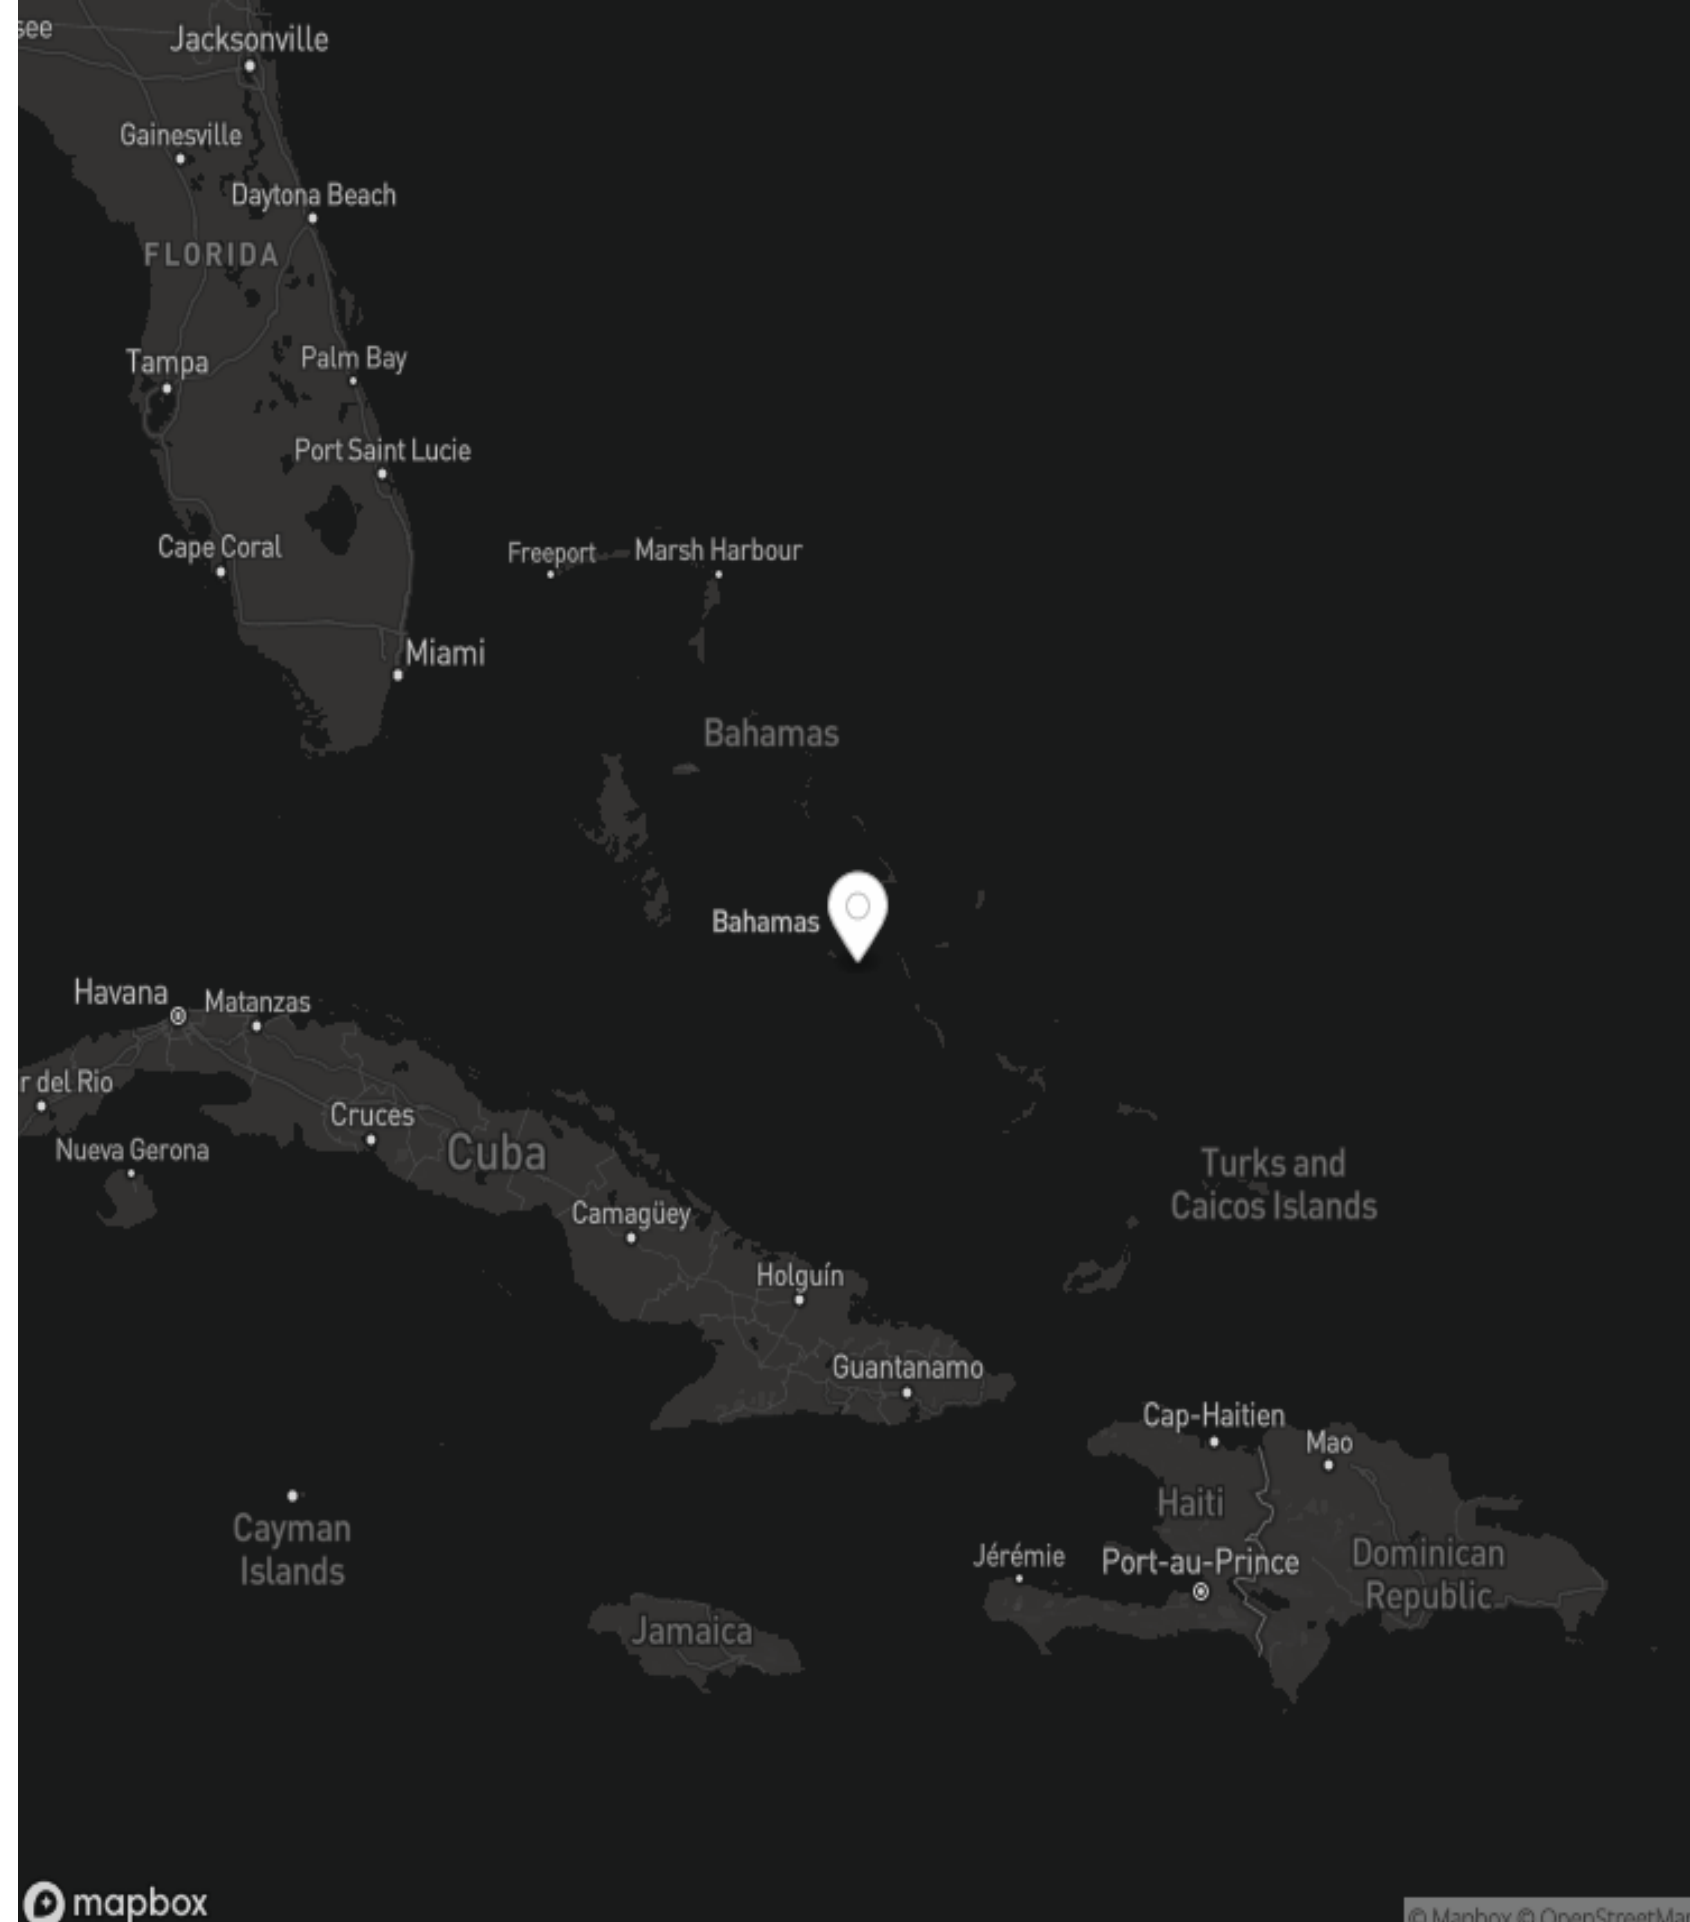 see
Jacksonville
Gainesville
Daytona Beach
FLORIDA
Tampa
Palm Bay
Port Saint Lucie
Cape Coral
Freeport
Marsh Harbour
Miami
Bahamas
Bahamas
Havana
Matanzas
r del Rio
Cruces
Cuba
Nueva Gerona
Turks and
Caicos Islands
Camagüey
Holguín
Guantanamo
Cap-Haitien
Mao
Haiti
Cayman
Islands
Jérémie
Port-au-Prince
Dominican
Republic
Jamaica
mapbox
© Mapbox © OpenStreetMap